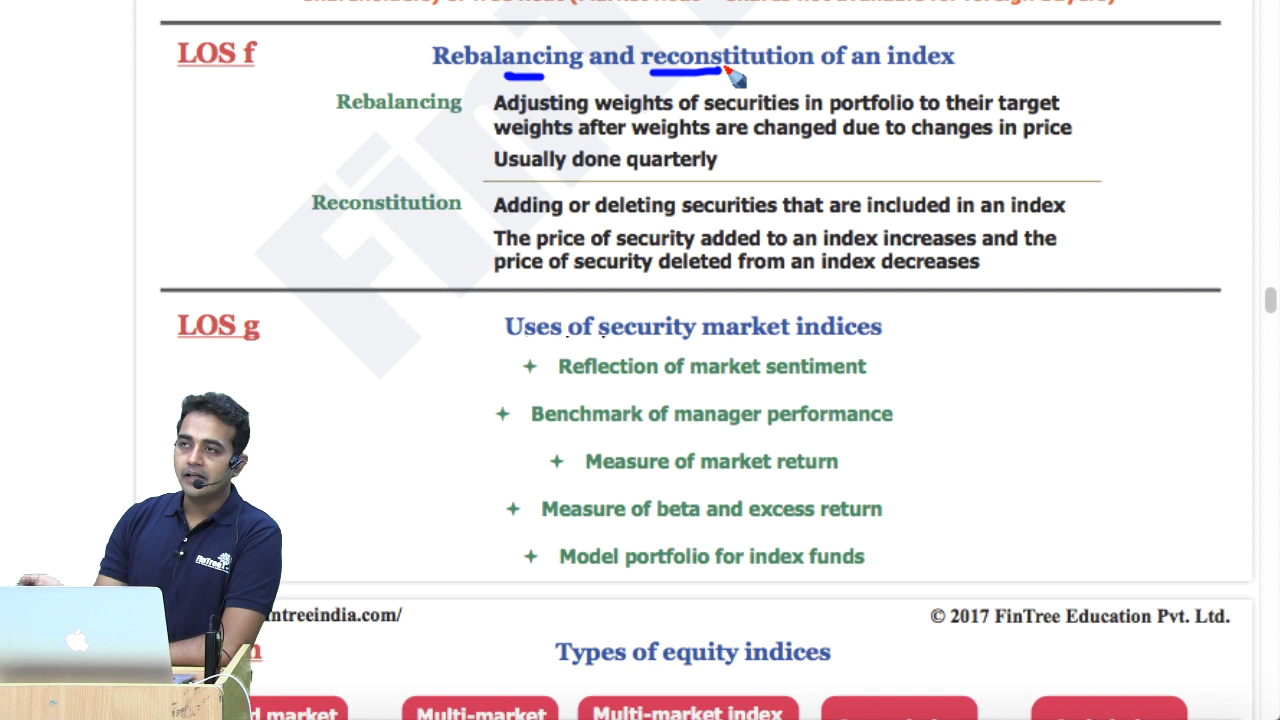 LOS f
Rebalancing and reconstitution of an index
Rebalancing
Adjusting weights of securities in portfolio to their target
weights after weights are changed due to changes in price
Usually done quarterly
Reconstitution
Adding or deleting securities that are included in an index
The price of security added to an index increases and the
price of security deleted from an index decreases
LOS g
Uses of security market indices
Reflection of market sentiment
Benchmark of manager performance
Measure of market return
Measure of beta and excess return
Model portfolio for index funds
FinTree
ntreeindia.com/
© 2017 FinTree Education Pvt. Ltd.
Types of equity indices
d market
Multi-market
Multi-market index